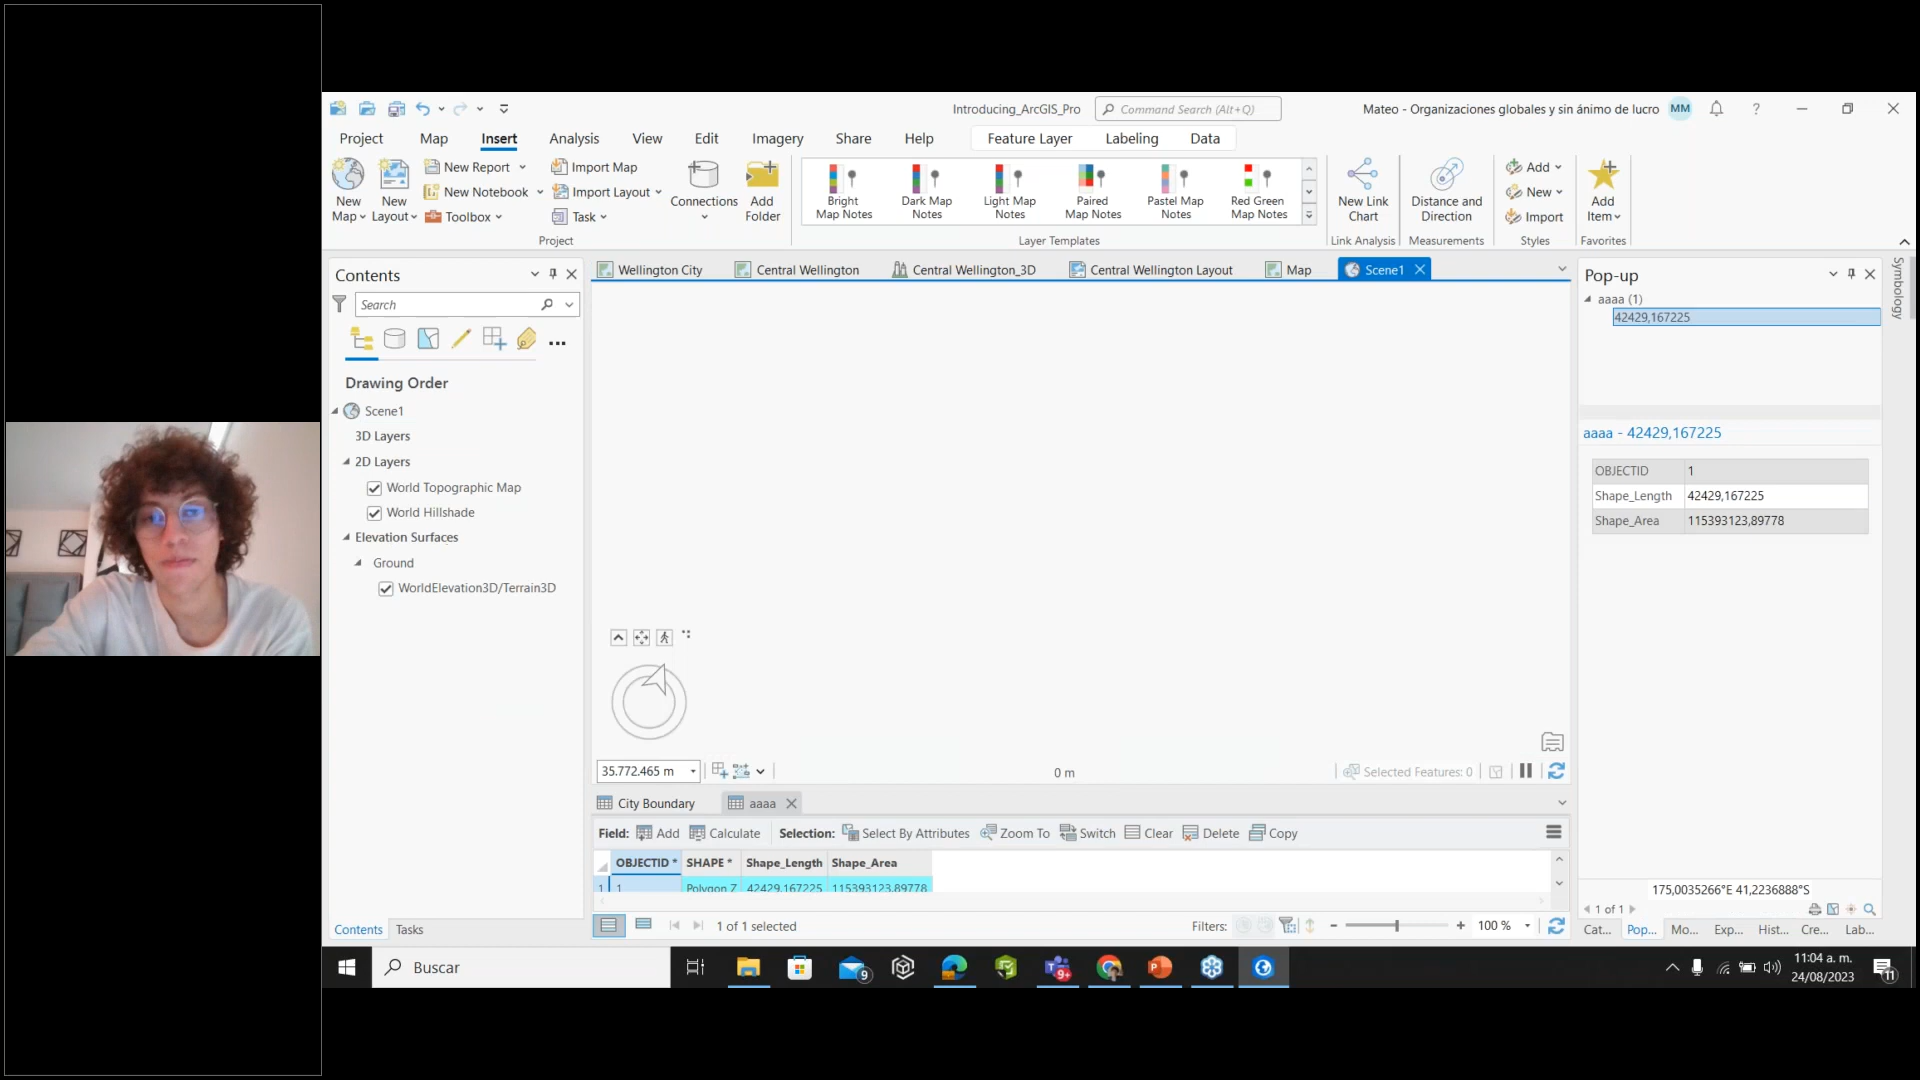 Introducing_ArcGIS_Pro
Command Search (Alt+Q)
Mateo - Organizaciones globales y sin ánimo de lucro
MM
?
Project
Map
Insert
Analysis
View
Edit
Imagery
Share
Help
Feature Layer
Labeling
Data
New Map
New Layout
New Report
New Notebook
Toolbox
Import Map
Import Layout
Task
Connections
Add Folder
Project
Bright Map Notes
Dark Map Notes
Light Map Notes
Paired Map Notes
Pastel Map Notes
Red Green Map Notes
Layer Templates
New Link Chart
Link Analysis
Distance and Direction
Measurements
Add
New
Import
Styles
Add Item
Favorites
Contents
Search
Drawing Order
Scene1
3D Layers
2D Layers
World Topographic Map
World Hillshade
Elevation Surfaces
Ground
WorldElevation3D/Terrain3D
Contents
Tasks
Wellington City
Central Wellington
Central Wellington_3D
Central Wellington Layout
Map
Scene1
35.772.465 m
0 m
Selected Features: 0
City Boundary
aaaa
Field:
Add
Calculate
Selection:
Select By Attributes
Zoom To
Switch
Clear
Delete
Copy
OBJECTID *
SHAPE *
Shape_Length
Shape_Area
1
1
Polygon Z
42429,167225
115393123,89778
1 of 1 selected
Filters:
100 %
Pop-up
aaaa (1)
42429,167225
aaaa - 42429,167225
OBJECTID 1
Shape_Length 42429,167225
Shape_Area 115393123,89778
175,0035266°E 41,2236888°S
1 of 1
Cat...
Pop...
Mo...
Exp...
Hist...
Cre...
Lab...
Symbology
Buscar
9
9+
11:04 a. m.
24/08/2023
11